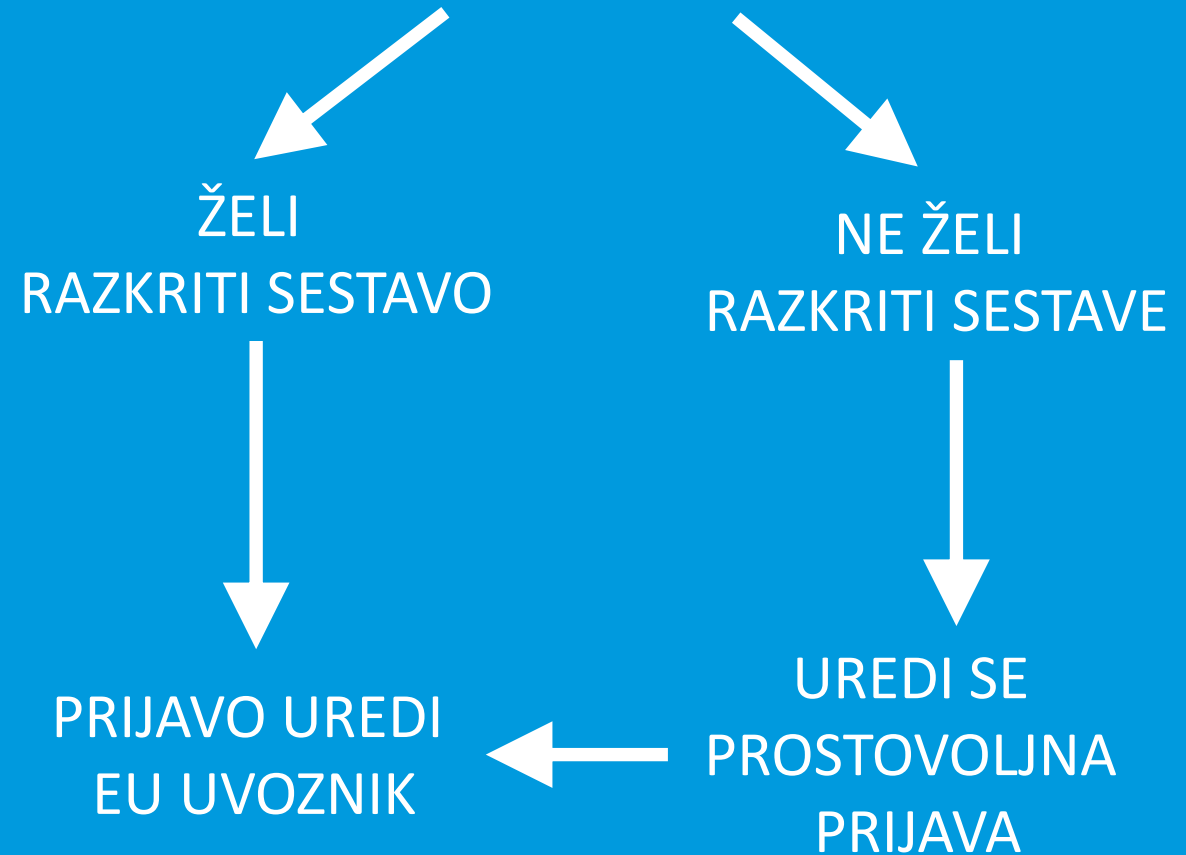 ŽELI
RAZKRITI SESTAVO
NE ŽELI
RAZKRITI SESTAVE
PRIJAVO UREDI
EU UVOZNIK
UREDI SE
PROSTOVOLJNA
PRIJAVA